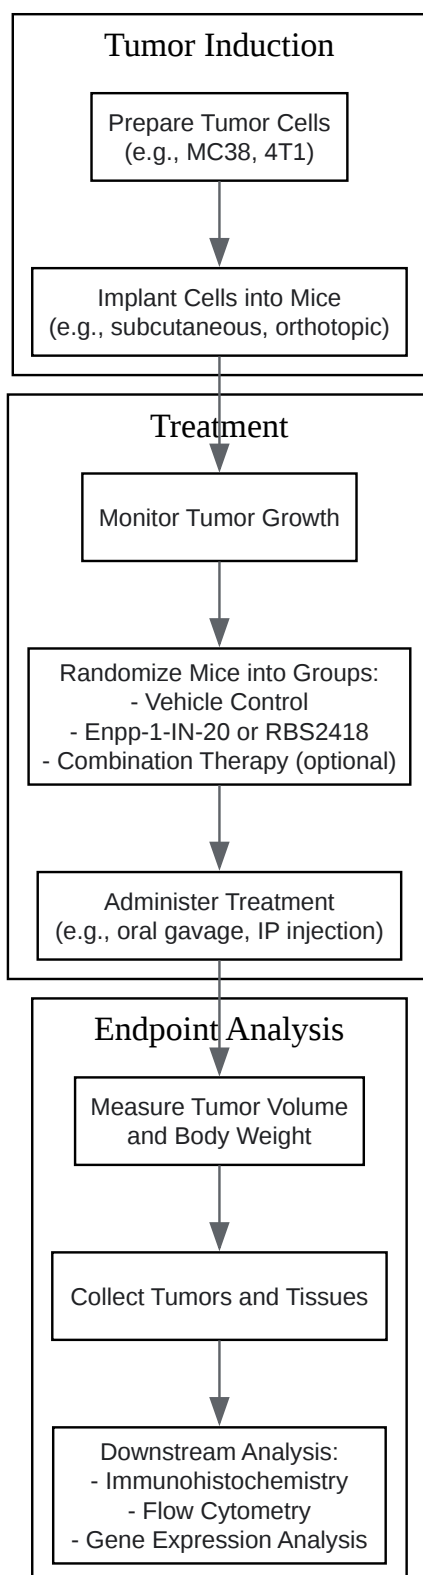 Tumor Induction
Prepare Tumor Cells
(e.g., MC38, 4T1)
Implant Cells into Mice
(e.g., subcutaneous, orthotopic)
Treatment
Monitor Tumor Growth
Randomize Mice into Groups:
- Vehicle Control
- Enpp-1-IN-20 or RBS2418
- Combination Therapy (optional)
Administer Treatment
(e.g., oral gavage, IP injection)
Endpoint Analysis
Measure Tumor Volume
and Body Weight
Collect Tumors and Tissues
Downstream Analysis:
- Immunohistochemistry
- Flow Cytometry
- Gene Expression Analysis